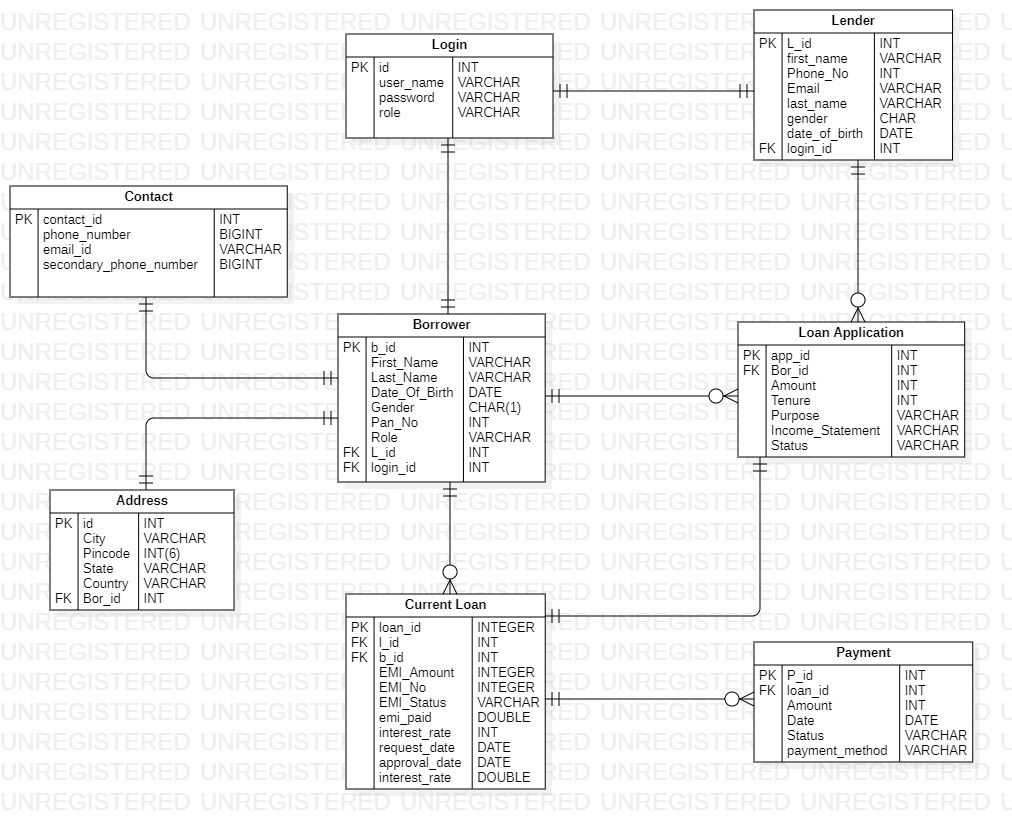 Login
PK id INT
user_name VARCHAR
password VARCHAR
role VARCHAR
Lender
PK L_id INT
first_name VARCHAR
Phone_No INT
Email VARCHAR
last_name VARCHAR
gender CHAR
date_of_birth DATE
FK login_id INT
Contact
PK contact_id INT
phone_number BIGINT
email_id VARCHAR
secondary_phone_number BIGINT
Borrower
PK b_id INT
First_Name VARCHAR
Last_Name VARCHAR
Date_Of_Birth DATE
Gender CHAR(1)
Pan_No INT
Role VARCHAR
FK L_id INT
FK login_id INT
Loan Application
PK app_id INT
FK Bor_id INT
Amount INT
Tenure INT
Purpose VARCHAR
Income_Statement VARCHAR
Status VARCHAR
Address
PK id INT
City VARCHAR
Pincode INT(6)
State VARCHAR
Country VARCHAR
FK Bor_id INT
Current Loan
PK loan_id INTEGER
FK l_id INT
FK b_id INT
EMI_Amount INTEGER
EMI_No INTEGER
EMI_Status VARCHAR
emi_paid DOUBLE
interest_rate INT
request_date DATE
approval_date DATE
interest_rate DOUBLE
Payment
PK P_id INT
FK loan_id INT
Amount INT
Date DATE
Status VARCHAR
payment_method VARCHAR
UNREGISTERED